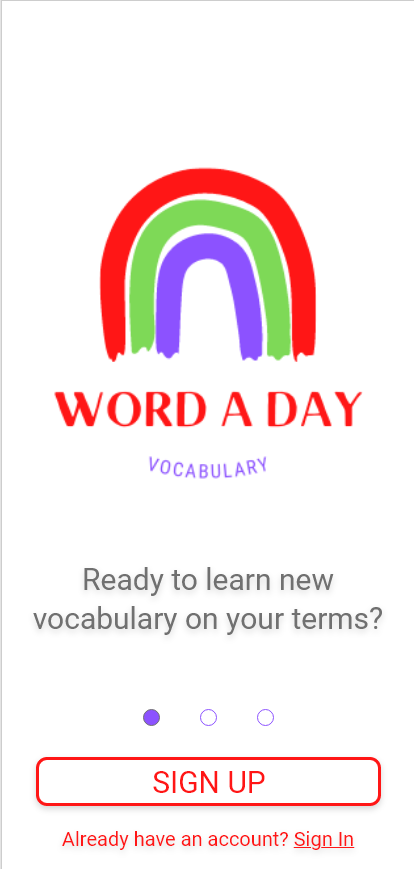 WORD A DAY
VOCABULARY
Ready to learn new
vocabulary on your terms?
SIGN UP
Already have an account? Sign In